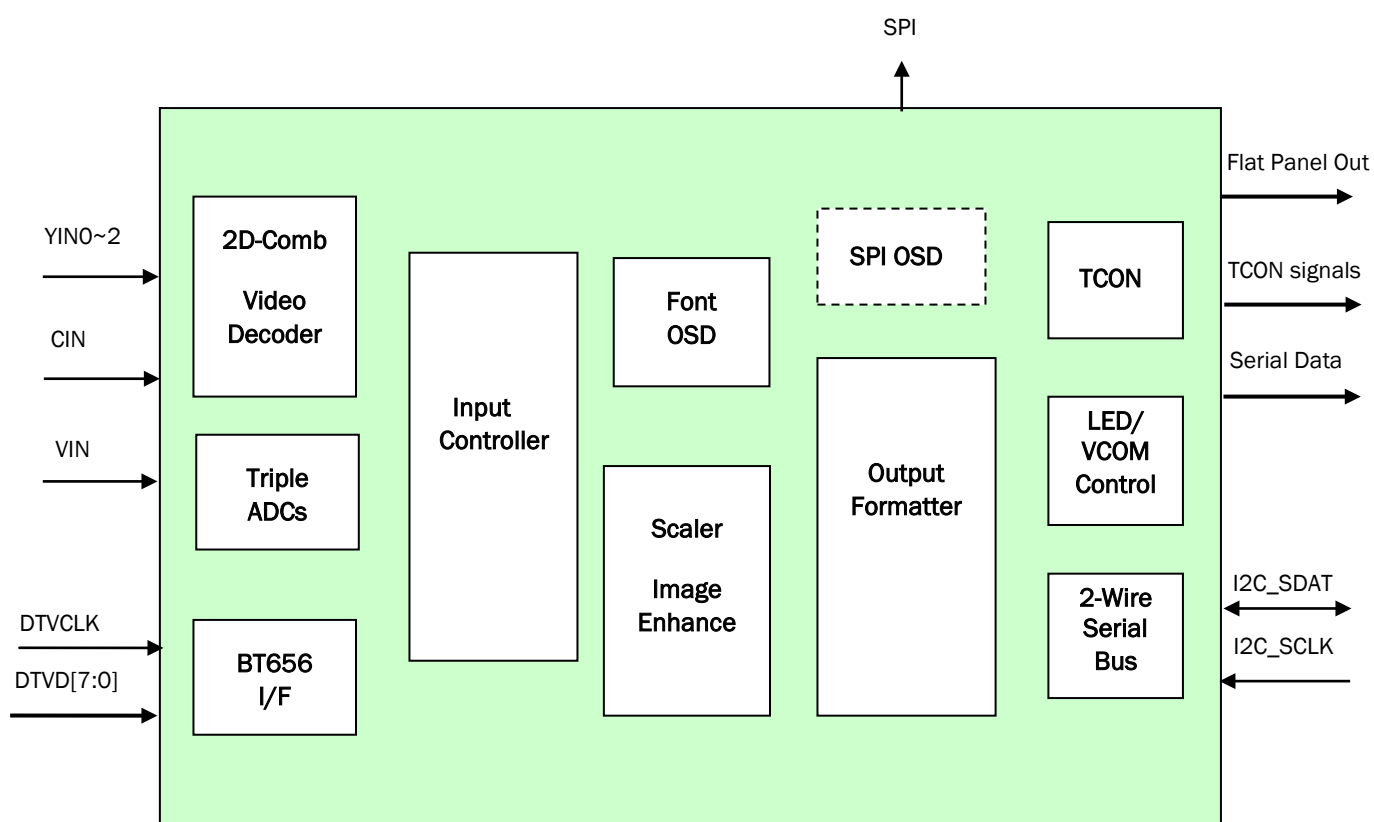 SPI
Flat Panel Out
YIN0~2
2D-Comb
Video
Decoder
SPI OSD
TCON
TCON signals
Font
OSD
CIN
Serial Data
Input
Controller
LED/
VCOM
Control
VIN
Triple
ADCs
Output
Formatter
Scaler
Image
Enhance
I2C_SDAT
2-Wire
Serial
Bus
DTVCLK
I2C_SCLK
BT656
I/F
DTVD[7:0]